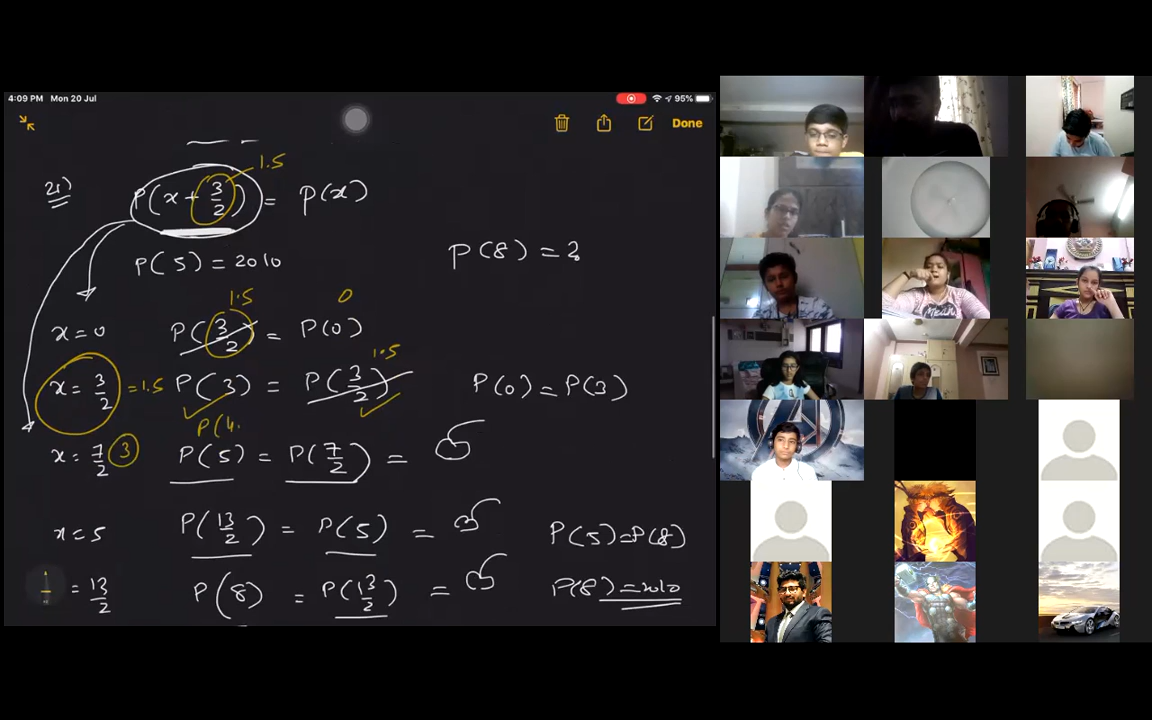 4:09 PM Mon 20 Jul 95%
Done
1.5
21) P(x+3/2) = P(x)
P(5) = 2010 P(8) = ?
1.5 0
x=0 P(3/2) = P(0)
1.5
x=3/2 =1.5 P(3) = P(3/2) P(0)=P(3)
P(4.
x=7/2 3 P(5) = P(7/2) =
x=5 P(13/2) = P(5) = P(5)=P(8)
=13/2 P(8) = P(13/2) = P(8)=2010